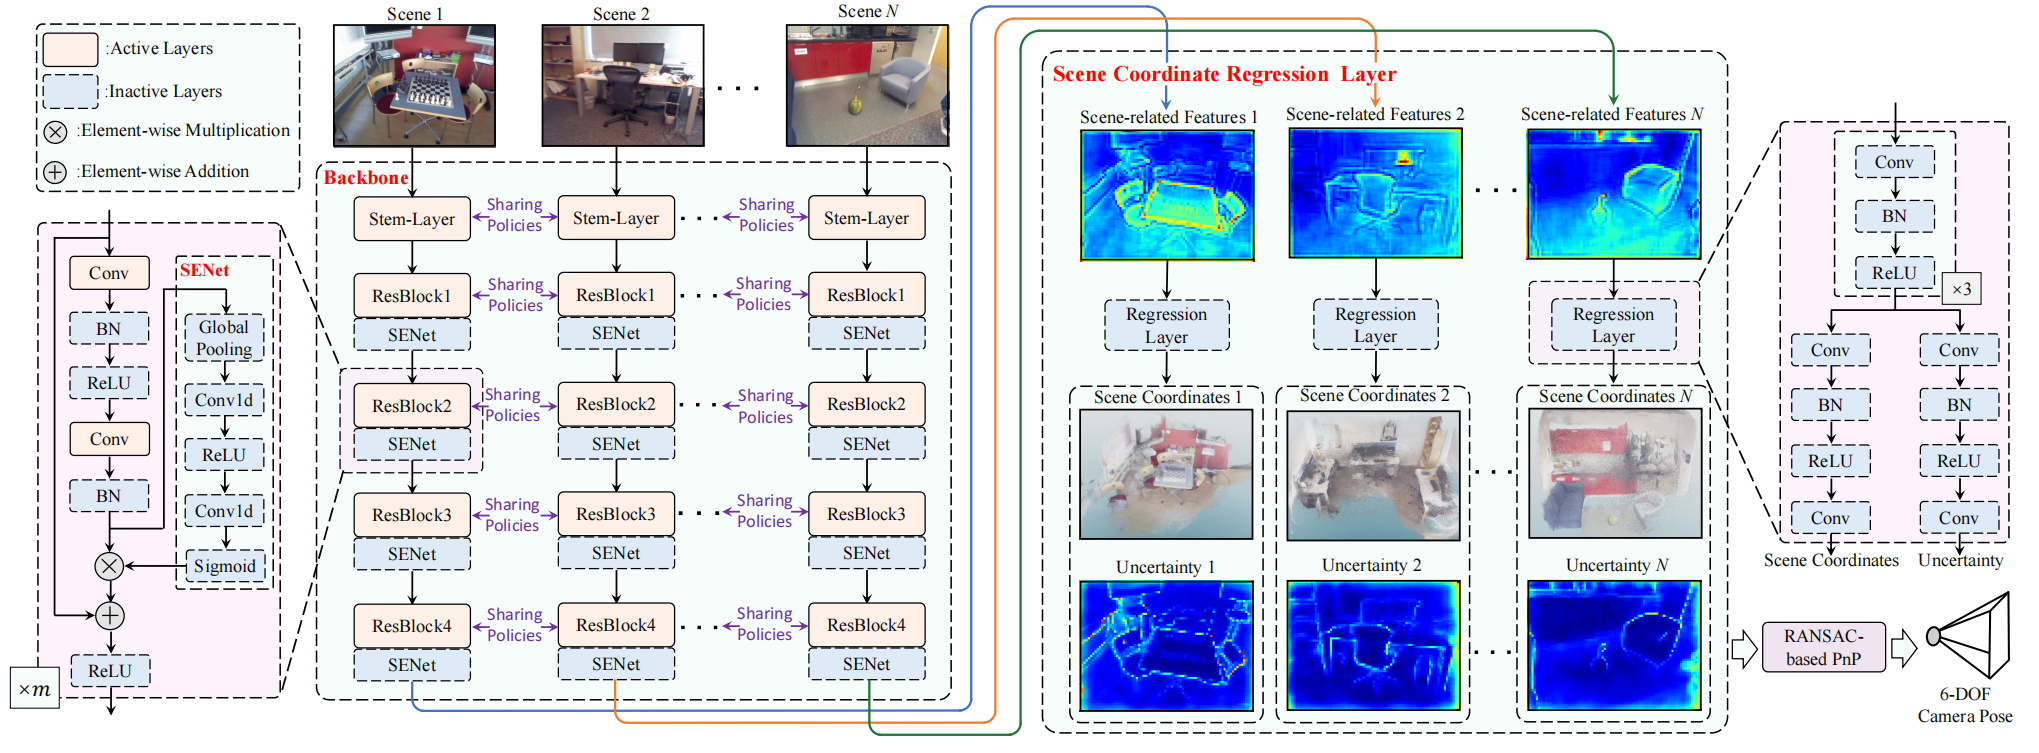 :Active Layers
:Inactive Layers
:Element-wise Multiplication
:Element-wise Addition
Conv
BN
ReLU
Conv
BN
ReLU
×m
SENet
Global
Pooling
Conv1d
ReLU
Conv1d
Sigmoid
Scene 1
Scene 2
Scene N
Backbone
Stem-Layer
Sharing
Policies
Stem-Layer
Sharing
Policies
Stem-Layer
ResBlock1
SENet
Sharing
Policies
ResBlock1
SENet
Sharing
Policies
ResBlock1
SENet
ResBlock2
SENet
Sharing
Policies
ResBlock2
SENet
Sharing
Policies
ResBlock2
SENet
ResBlock3
SENet
Sharing
Policies
ResBlock3
SENet
Sharing
Policies
ResBlock3
SENet
ResBlock4
SENet
Sharing
Policies
ResBlock4
SENet
Sharing
Policies
ResBlock4
SENet
Scene Coordinate Regression Layer
Scene-related Features 1
Scene-related Features 2
Scene-related Features N
Regression
Layer
Regression
Layer
Regression
Layer
Scene Coordinates 1
Scene Coordinates 2
Scene Coordinates N
Uncertainty 1
Uncertainty 2
Uncertainty N
Conv
BN
ReLU
×3
Conv
BN
ReLU
Conv
Scene Coordinates
Conv
BN
ReLU
Conv
Uncertainty
RANSAC-
based PnP
6-DOF
Camera Pose